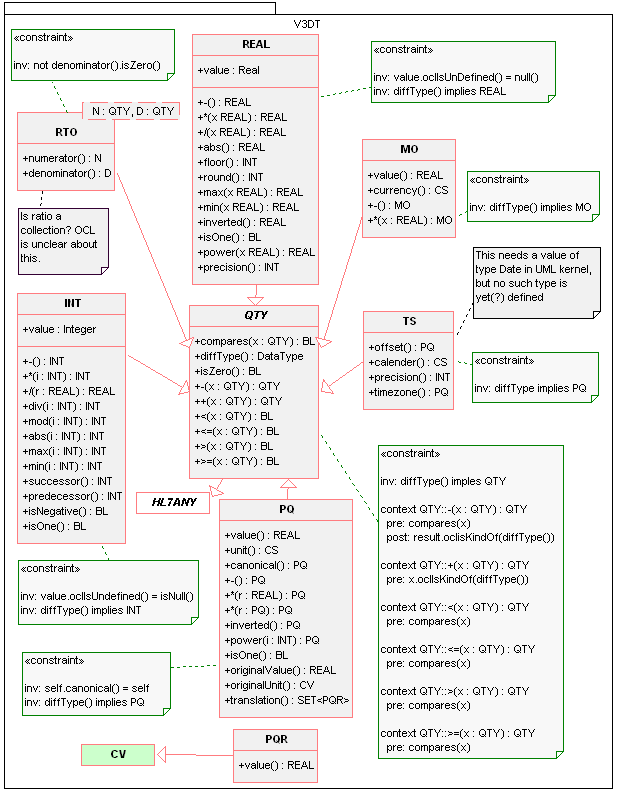 V3DT
«constraint»
inv: not denominator().isZero()
REAL
+value : Real
+-() : REAL
+*(x REAL) : REAL
+/(x REAL) : REAL
+abs() : REAL
+floor() : INT
+round() : INT
+max(x REAL) : REAL
+min(x REAL) : REAL
+inverted() : REAL
+isOne() : BL
+power(x REAL) : REAL
+precision() : INT
«constraint»
inv: value.oclIsUnDefined() = null()
inv: diffType() implies REAL
N : QTY, D : QTY
RTO
+numerator() : N
+denominator() : D
MO
+value() : REAL
+currency() : CS
+-() : MO
+*(x : REAL) : MO
«constraint»
inv: diffType() implies MO
Is ratio a
collection? OCL
is unclear about
this.
This needs a value of
type Date in UML kernel,
but no such type is
yet(?) defined
INT
+value : Integer
+-() : INT
+*(i : INT) : INT
+/(r : REAL) : REAL
+div(i : INT) : INT
+mod(i : INT) : INT
+abs(i : INT) : INT
+max(i : INT) : INT
+min(i : INT) : INT
+successor() : INT
+predecessor() : INT
+isNegative() : BL
+isOne() : BL
QTY
+compares(x : QTY) : BL
+diffType() : DataType
+isZero() : BL
+-(x : QTY) : QTY
++(x : QTY) : QTY
+<(x : QTY) : BL
+<=(x : QTY) : BL
+>(x : QTY) : BL
+>=(x : QTY) : BL
TS
+offset() : PQ
+calender() : CS
+precision() : INT
+timezone() : PQ
«constraint»
inv: diffType implies PQ
HL7ANY
«constraint»
inv: diffType() imples QTY
context QTY::-(x : QTY) : QTY
pre: compares(x)
post: result.oclisKindOf(diffType())
context QTY::+(x : QTY) : QTY
pre: x.oclIsKindOf(diffType())
context QTY::<(x : QTY) : QTY
pre: compares(x)
context QTY::<=(x : QTY) : QTY
pre: compares(x)
context QTY::>(x : QTY) : QTY
pre: compares(x)
context QTY::>=(x : QTY) : QTY
pre: compares(x)
PQ
+value() : REAL
+unit() : CS
+canonical() : PQ
+-() : PQ
+*(r : REAL) : PQ
+*(r : PQ) : PQ
+inverted() : PQ
+power(i : INT) : PQ
+isOne() : BL
+originalValue() : REAL
+originalUnit() : CV
+translation() : SET<PQR>
«constraint»
inv: value.oclIsUndefined() = isNull()
inv: diffType() implies INT
«constraint»
inv: self.canonical() = self
inv: diffType() implies PQ
CV
PQR
+value() : REAL